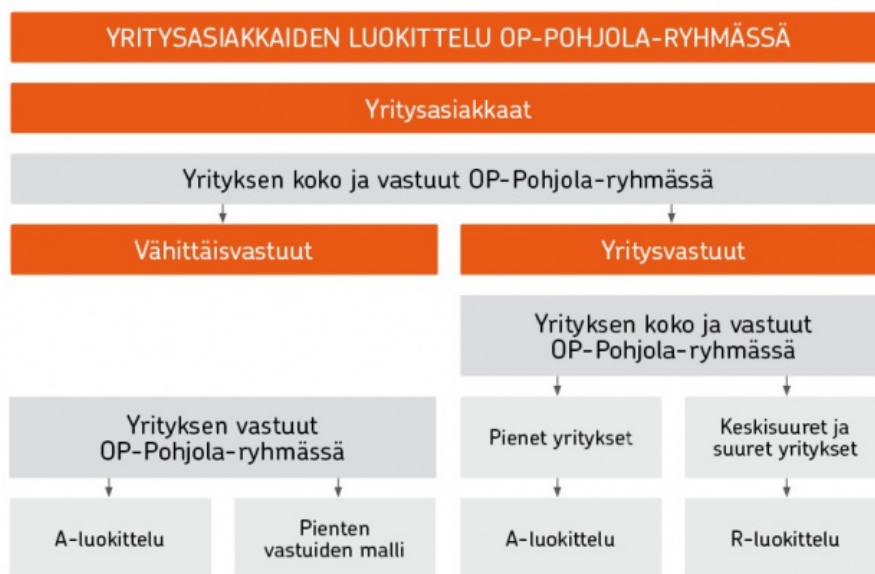 YRITYSASIAKKAIDEN LUOKITTELU OP-POHJOLA-RYHMÄSSÄ
Yritysasiakkaat
Yrityksen koko ja vastuut OP-Pohjola-ryhmässä
Vähittäisvastuut
Yritysvastuut
Yrityksen koko ja vastuut
OP-Pohjola-ryhmässä
Yrityksen vastuut
OP-Pohjola-ryhmässä
Pienet yritykset
Keskisuuret ja
suuret yritykset
A-luokittelu
Pienten
vastuiden malli
A-luokittelu
R-luokittelu